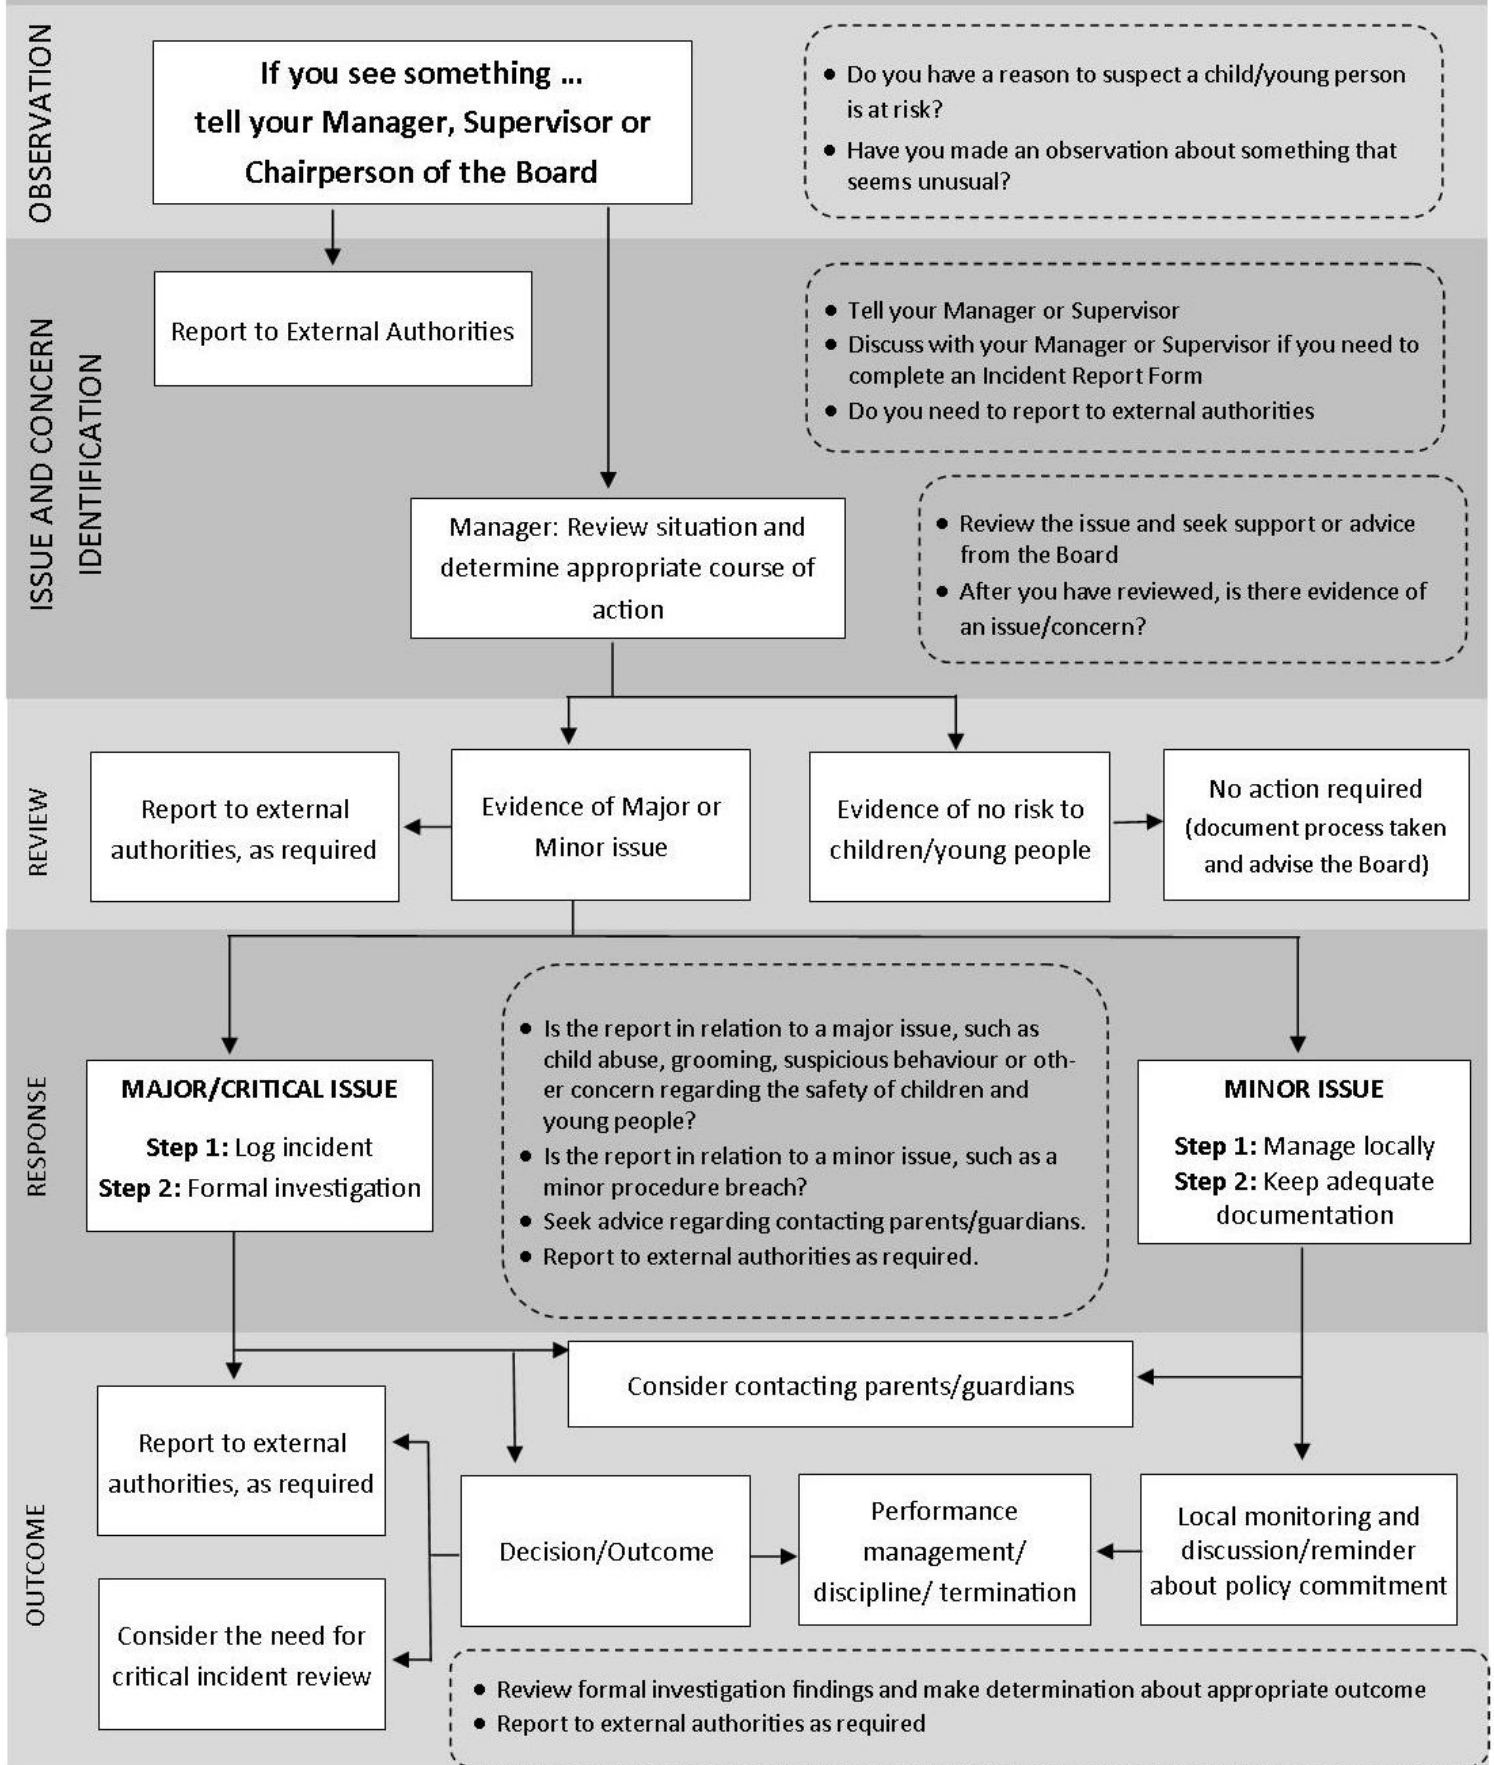 OBSERVATION
If you see something ...
tell your Manager, Supervisor or
Chairperson of the Board
● Do you have a reason to suspect a child/young person
is at risk?
● Have you made an observation about something that
seems unusual?
ISSUE AND CONCERN
IDENTIFICATION
Report to External Authorities
● Tell your Manager or Supervisor
● Discuss with your Manager or Supervisor if you need to
complete an Incident Report Form
● Do you need to report to external authorities
Manager: Review situation and
determine appropriate course of
action
● Review the issue and seek support or advice
from the Board
● After you have reviewed, is there evidence of
an issue/concern?
REVIEW
Report to external
authorities, as required
Evidence of Major or
Minor issue
Evidence of no risk to
children/young people
No action required
(document process taken
and advise the Board)
RESPONSE
MAJOR/CRITICAL ISSUE
Step 1: Log incident
Step 2: Formal investigation
● Is the report in relation to a major issue, such as
child abuse, grooming, suspicious behaviour or oth-
er concern regarding the safety of children and
young people?
● Is the report in relation to a minor issue, such as a
minor procedure breach?
● Seek advice regarding contacting parents/guardians.
● Report to external authorities as required.
MINOR ISSUE
Step 1: Manage locally
Step 2: Keep adequate
documentation
OUTCOME
Consider contacting parents/guardians
Report to external
authorities, as required
Decision/Outcome
Performance
management/
discipline/ termination
Local monitoring and
discussion/reminder
about policy commitment
Consider the need for
critical incident review
● Review formal investigation findings and make determination about appropriate outcome
● Report to external authorities as required